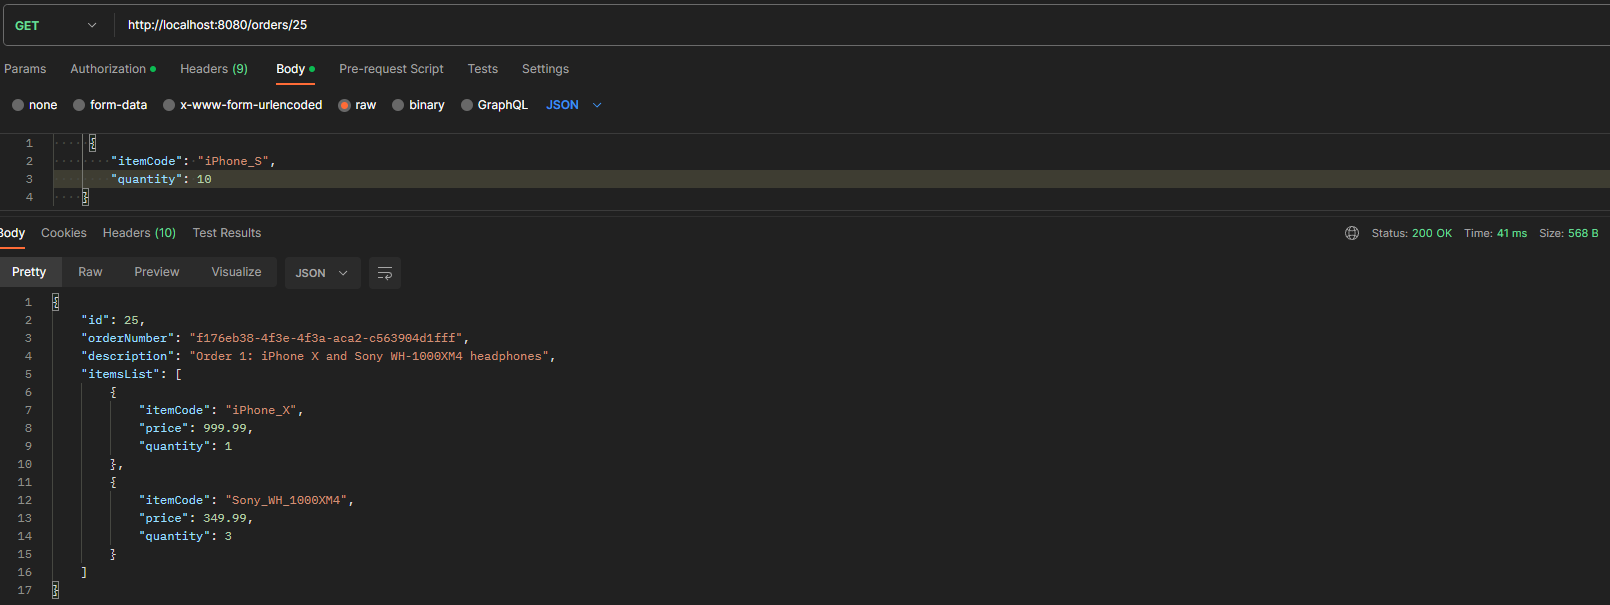 GET http://localhost:8080/orders/25
Params Authorization Headers (9) Body Pre-request Script Tests Settings
none form-data x-www-form-urlencoded raw binary GraphQL JSON
1 {
2 "itemCode": "iPhone_S",
3 "quantity": 10
4 }
Body Cookies Headers (10) Test Results Status: 200 OK Time: 41 ms Size: 568 B
Pretty Raw Preview Visualize JSON
1 {
2 "id": 25,
3 "orderNumber": "f176eb38-4f3e-4f3a-aca2-c563904d1fff",
4 "description": "Order 1: iPhone X and Sony WH-1000XM4 headphones",
5 "itemsList": [
6 {
7 "itemCode": "iPhone_X",
8 "price": 999.99,
9 "quantity": 1
10 },
11 {
12 "itemCode": "Sony_WH_1000XM4",
13 "price": 349.99,
14 "quantity": 3
15 }
16 ]
17 }